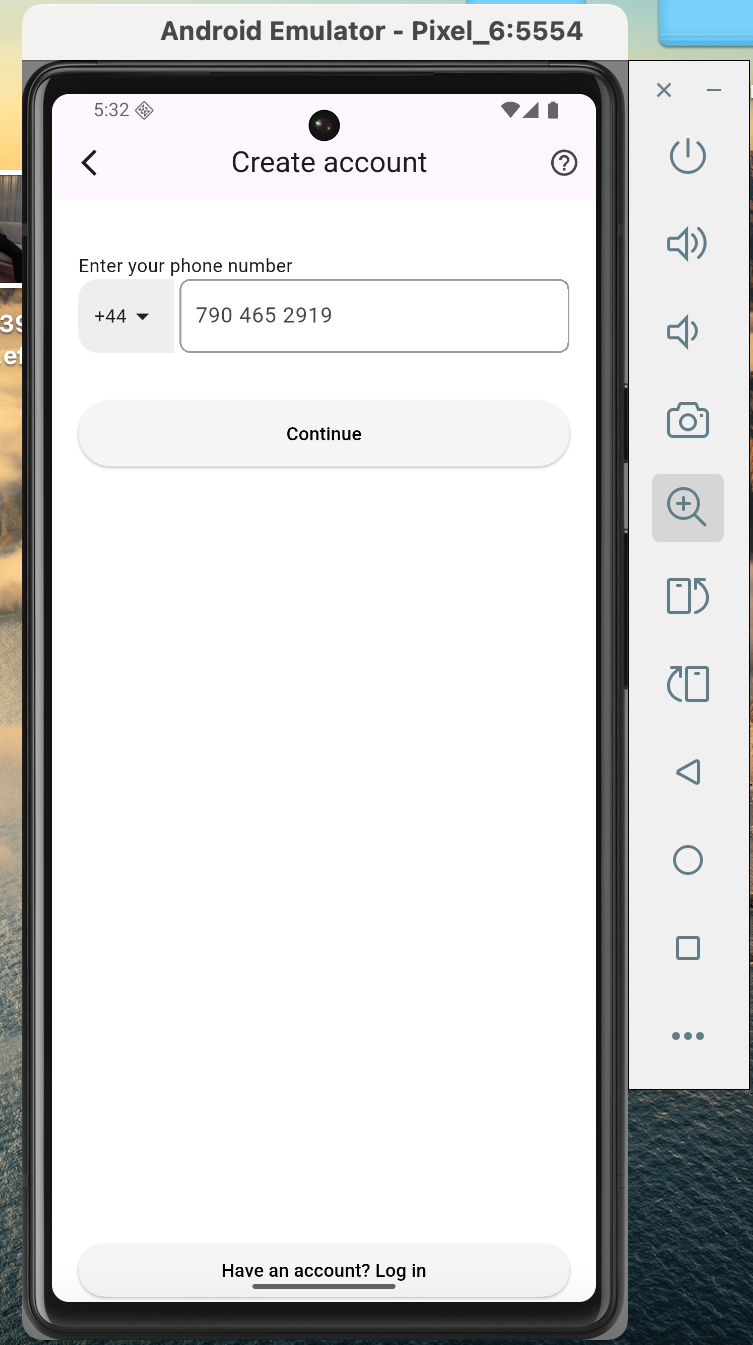 Android Emulator - Pixel_6:5554
5:32
Create account
Enter your phone number
+44
790 465 2919
Continue
Have an account? Log in